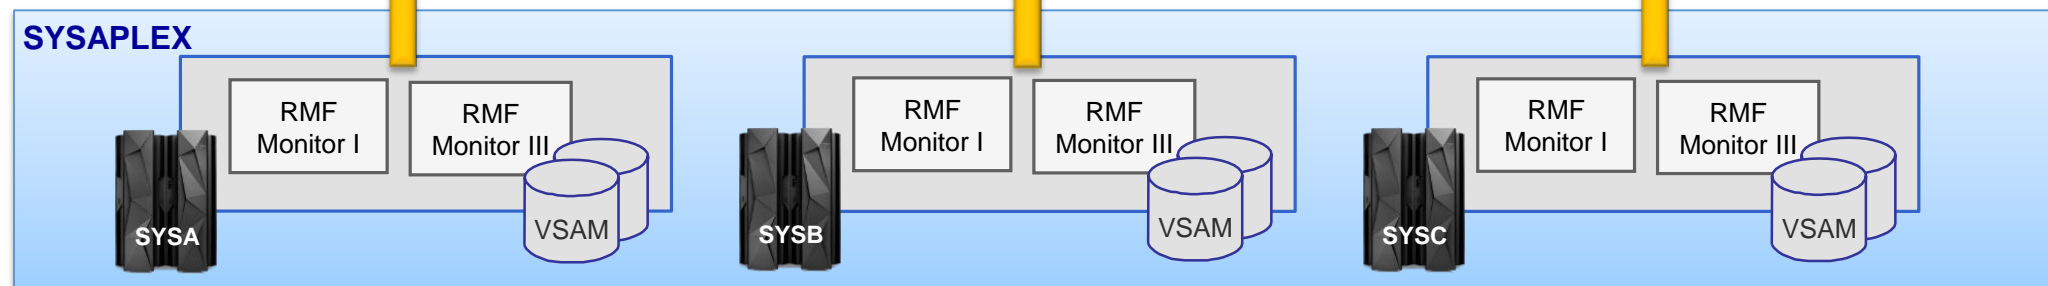 SYSAPLEX
RMF
Monitor I
RMF
Monitor III
VSAM
SYSA
RMF
Monitor I
RMF
Monitor III
VSAM
SYSB
RMF
Monitor I
RMF
Monitor III
VSAM
SYSC